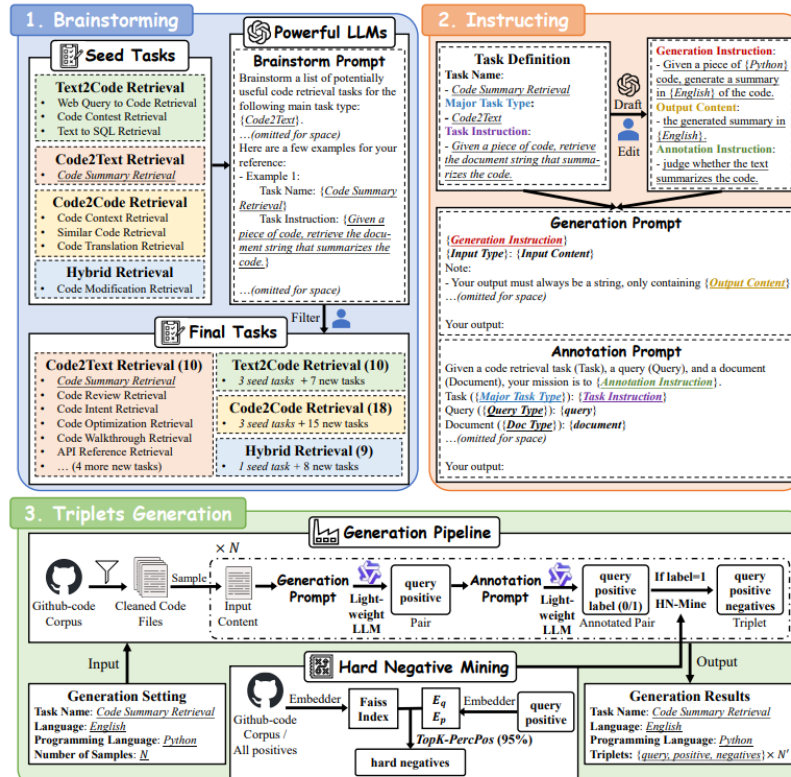 1. Brainstorming
Seed Tasks
Text2Code Retrieval
• Web Query to Code Retrieval
• Code Contest Retrieval
• Text to SQL Retrieval
Code2Text Retrieval
• Code Summary Retrieval
Code2Code Retrieval
• Code Context Retrieval
• Similar Code Retrieval
• Code Translation Retrieval
Hybrid Retrieval
• Code Modification Retrieval
Powerful LLMs
Brainstorm Prompt
Brainstorm a list of potentially
useful code retrieval tasks for the
following main task type:
{Code2Text}.
…(omitted for space)
Here are a few examples for your
reference:
- Example 1:
Task Name: {Code Summary
Retrieval}
Task Instruction: {Given a
piece of code, retrieve the docu-
ment string that summarizes the
code.}
…(omitted for space)
Filter
Final Tasks
Code2Text Retrieval (10)
• Code Summary Retrieval
• Code Review Retrieval
• Code Intent Retrieval
• Code Optimization Retrieval
• Code Walkthrough Retrieval
• API Reference Retrieval
• … (4 more new tasks)
Text2Code Retrieval (10)
• 3 seed tasks + 7 new tasks
Code2Code Retrieval (18)
• 3 seed tasks + 15 new tasks
Hybrid Retrieval (9)
• 1 seed task + 8 new tasks
2. Instructing
Task Definition
Task Name:
- Code Summary Retrieval
Major Task Type:
- Code2Text
Task Instruction:
- Given a piece of code, retrieve
the document string that summa-
rizes the code.
Draft
Edit
Generation Instruction:
- Given a piece of {Python}
code, generate a summary
in {English} of the code.
Output Content:
- the generated summary in
{English}.
Annotation Instruction:
- judge whether the text
summarizes the code.
Generation Prompt
{Generation Instruction}
{Input Type}: {Input Content}
Note:
- Your output must always be a string, only containing {Output Content}
…(omitted for space)
Your output:
Annotation Prompt
Given a code retrieval task (Task), a query (Query), and a document
(Document), your mission is to {Annotation Instruction}.
Task ({Major Task Type}): {Task Instruction}
Query ({Query Type}): {query}
Document ({Doc Type}): {document}
…(omitted for space)
Your output:
3. Triplets Generation
Generation Pipeline
Github-code
Corpus
Cleaned Code
Files
Sample
× N
Input
Content
Generation
Prompt
Light-
weight
LLM
query
positive
Pair
Annotation
Prompt
Light-
weight
LLM
query
positive
label (0/1)
Annotated Pair
If label=1
HN-Mine
query
positive
negatives
Triplet
Input
Output
Generation Setting
Task Name: Code Summary Retrieval
Language: English
Programming Language: Python
Number of Samples: N
Hard Negative Mining
Github-code
Corpus /
All positives
Embedder
Faiss
Index
E_q
E_p
Embedder
query
positive
TopK-PercPos (95%)
hard negatives
Generation Results
Task Name: Code Summary Retrieval
Language: English
Programming Language: Python
Triplets: {query, positive, negatives}× N'